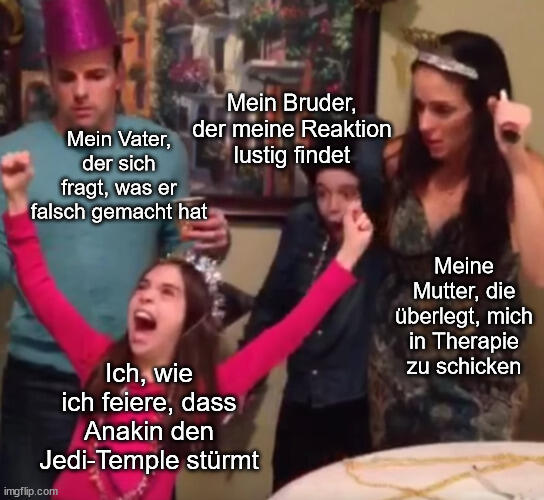 Mein Bruder,
der meine Reaktion
lustig findet
Mein Vater,
der sich
fragt, was er
falsch gemacht hat
Meine
Mutter, die
überlegt, mich
in Therapie
zu schicken
Ich, wie
ich feiere, dass
Anakin den
Jedi-Temple stürmt
imgflip.com